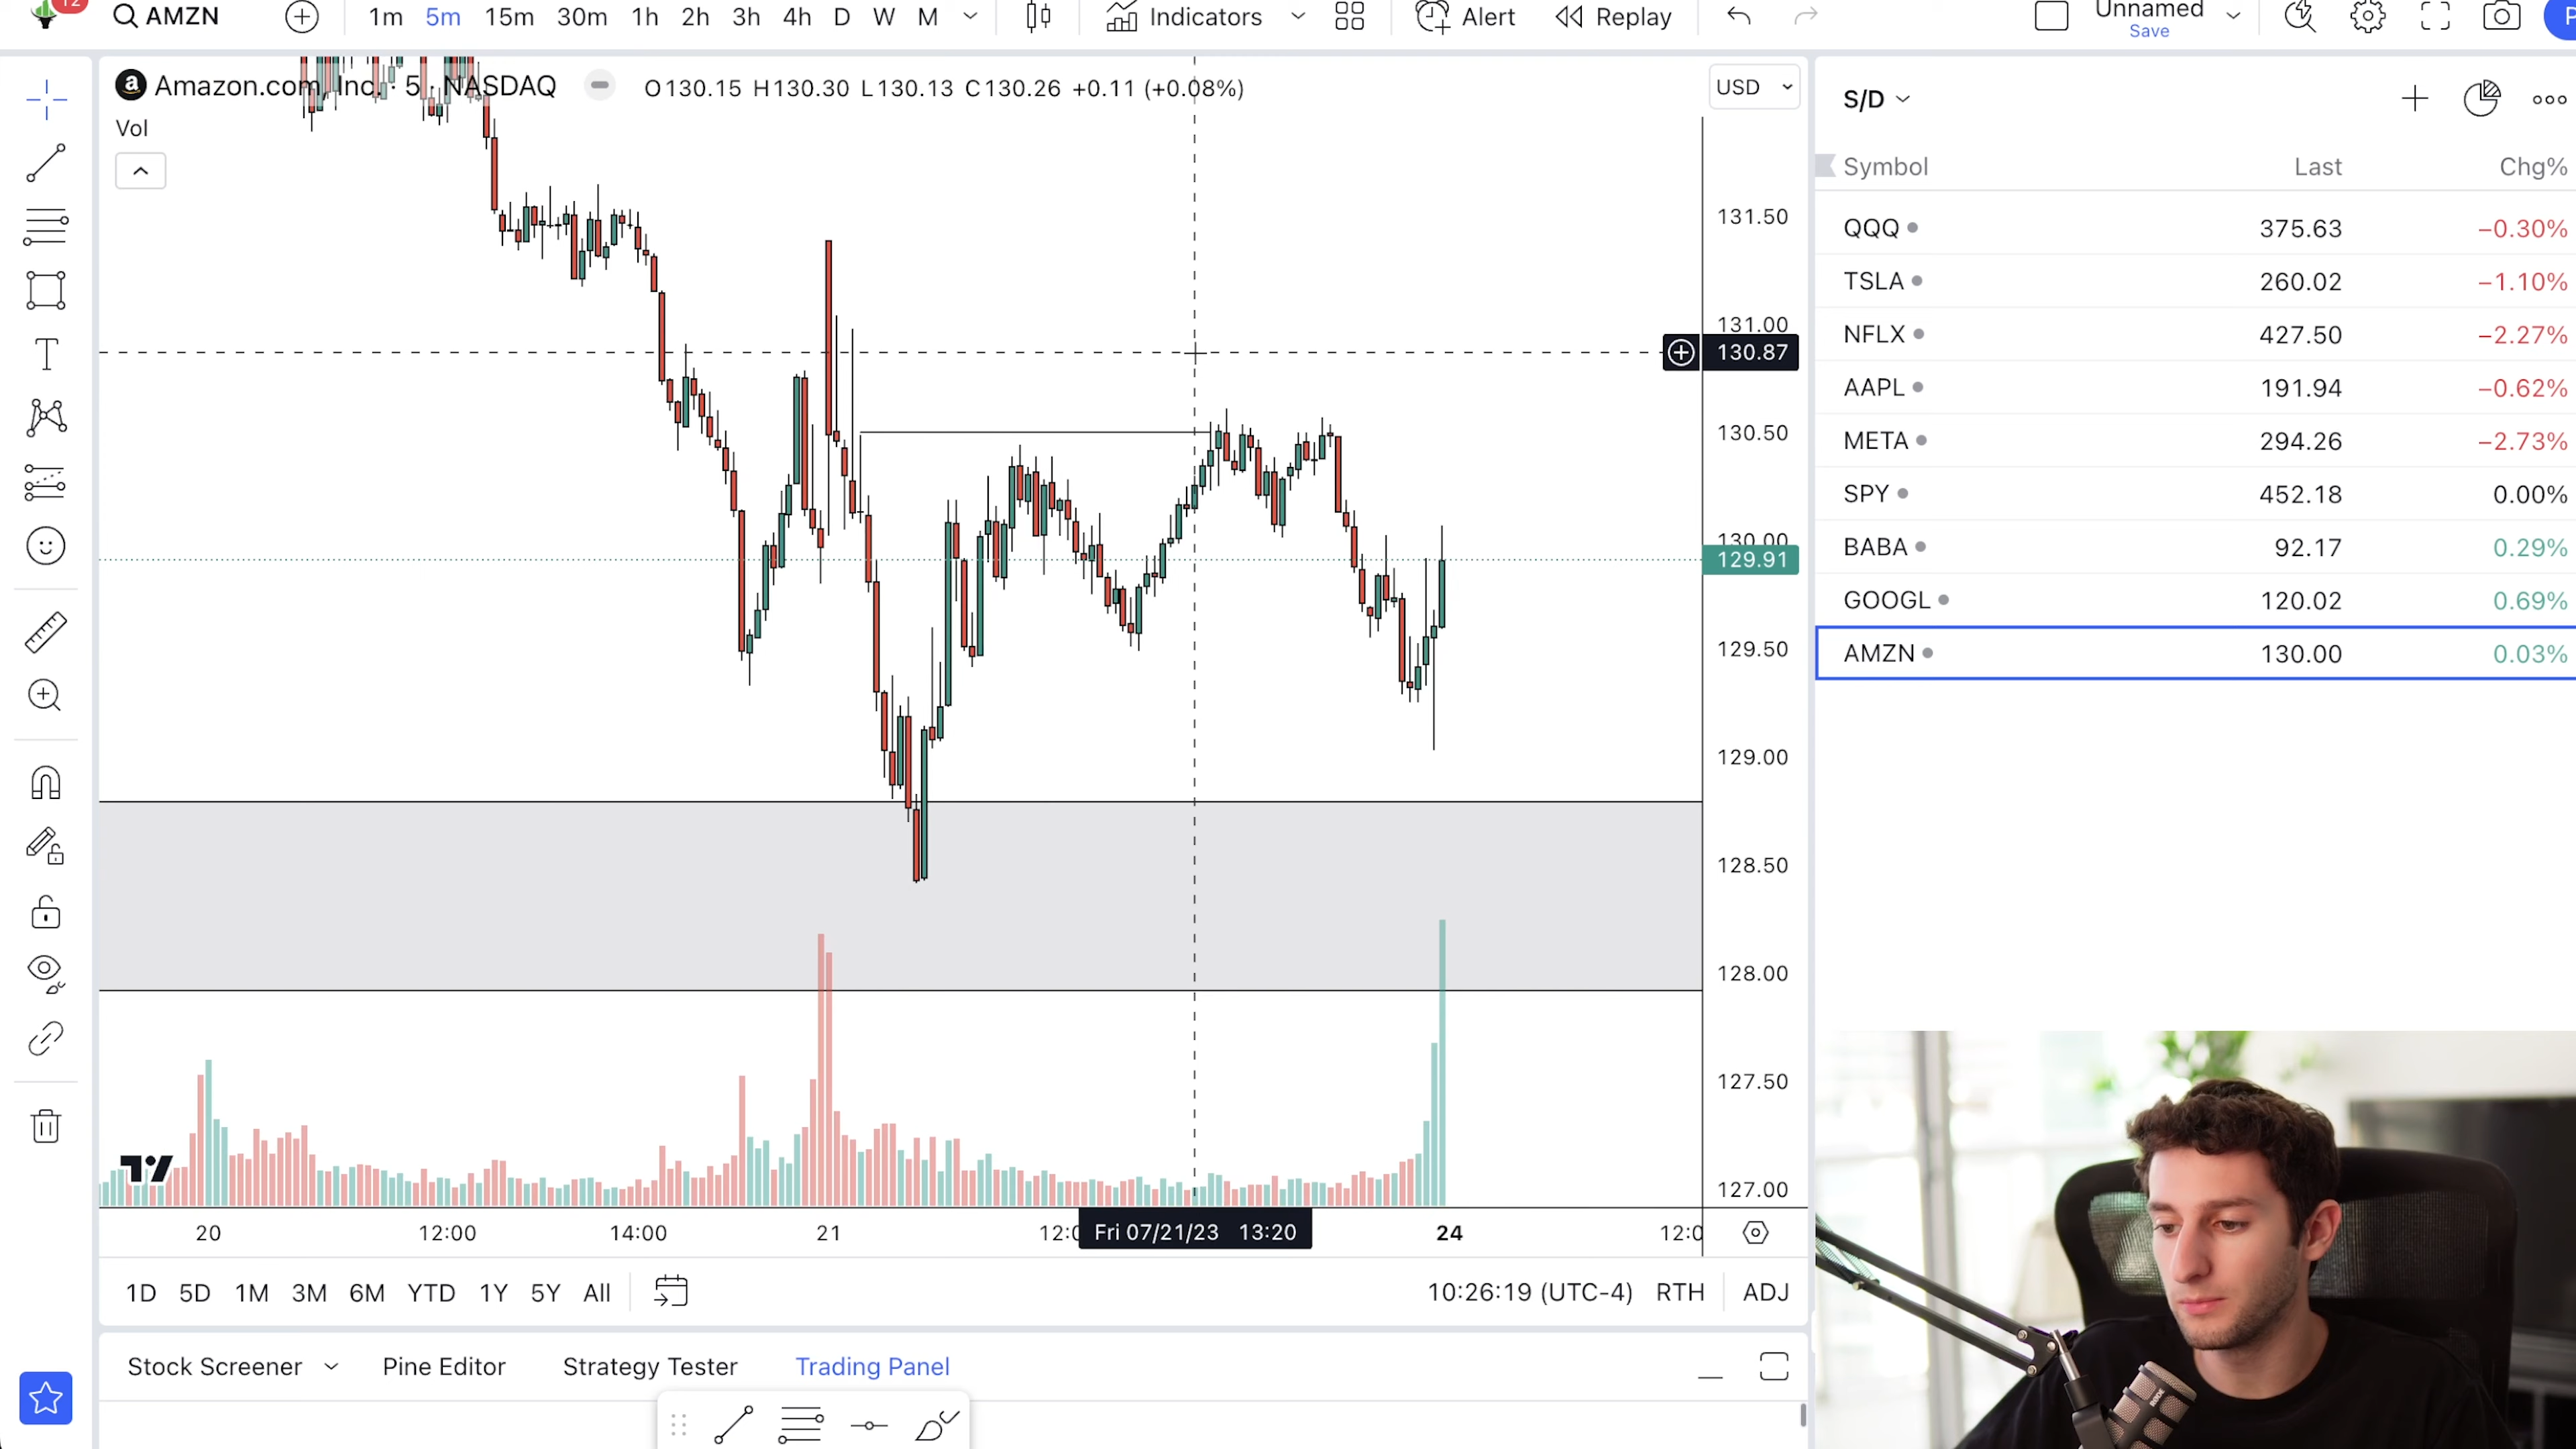 12
AMZN 1m 5m 15m 30m 1h 2h 3h 4h D W M Indicators Alert Replay Unnamed
Save
Amazon.com, Inc. · 5 · NASDAQ O130.15 H130.30 L130.13 C130.26 +0.11 (+0.08%) USD
Vol
131.50
131.00
130.87
130.50
130.00
129.91
129.50
129.00
128.50
128.00
127.50
127.00
20 12:00 14:00 21 12:0 Fri 07/21/23 13:20 24 12:0
1D 5D 1M 3M 6M YTD 1Y 5Y All 10:26:19 (UTC-4) RTH ADJ
Stock Screener Pine Editor Strategy Tester Trading Panel
S/D
Symbol Last Chg%
QQQ 375.63 −0.30%
TSLA 260.02 −1.10%
NFLX 427.50 −2.27%
AAPL 191.94 −0.62%
META 294.26 −2.73%
SPY 452.18 0.00%
BABA 92.17 0.29%
GOOGL 120.02 0.69%
AMZN 130.00 0.03%